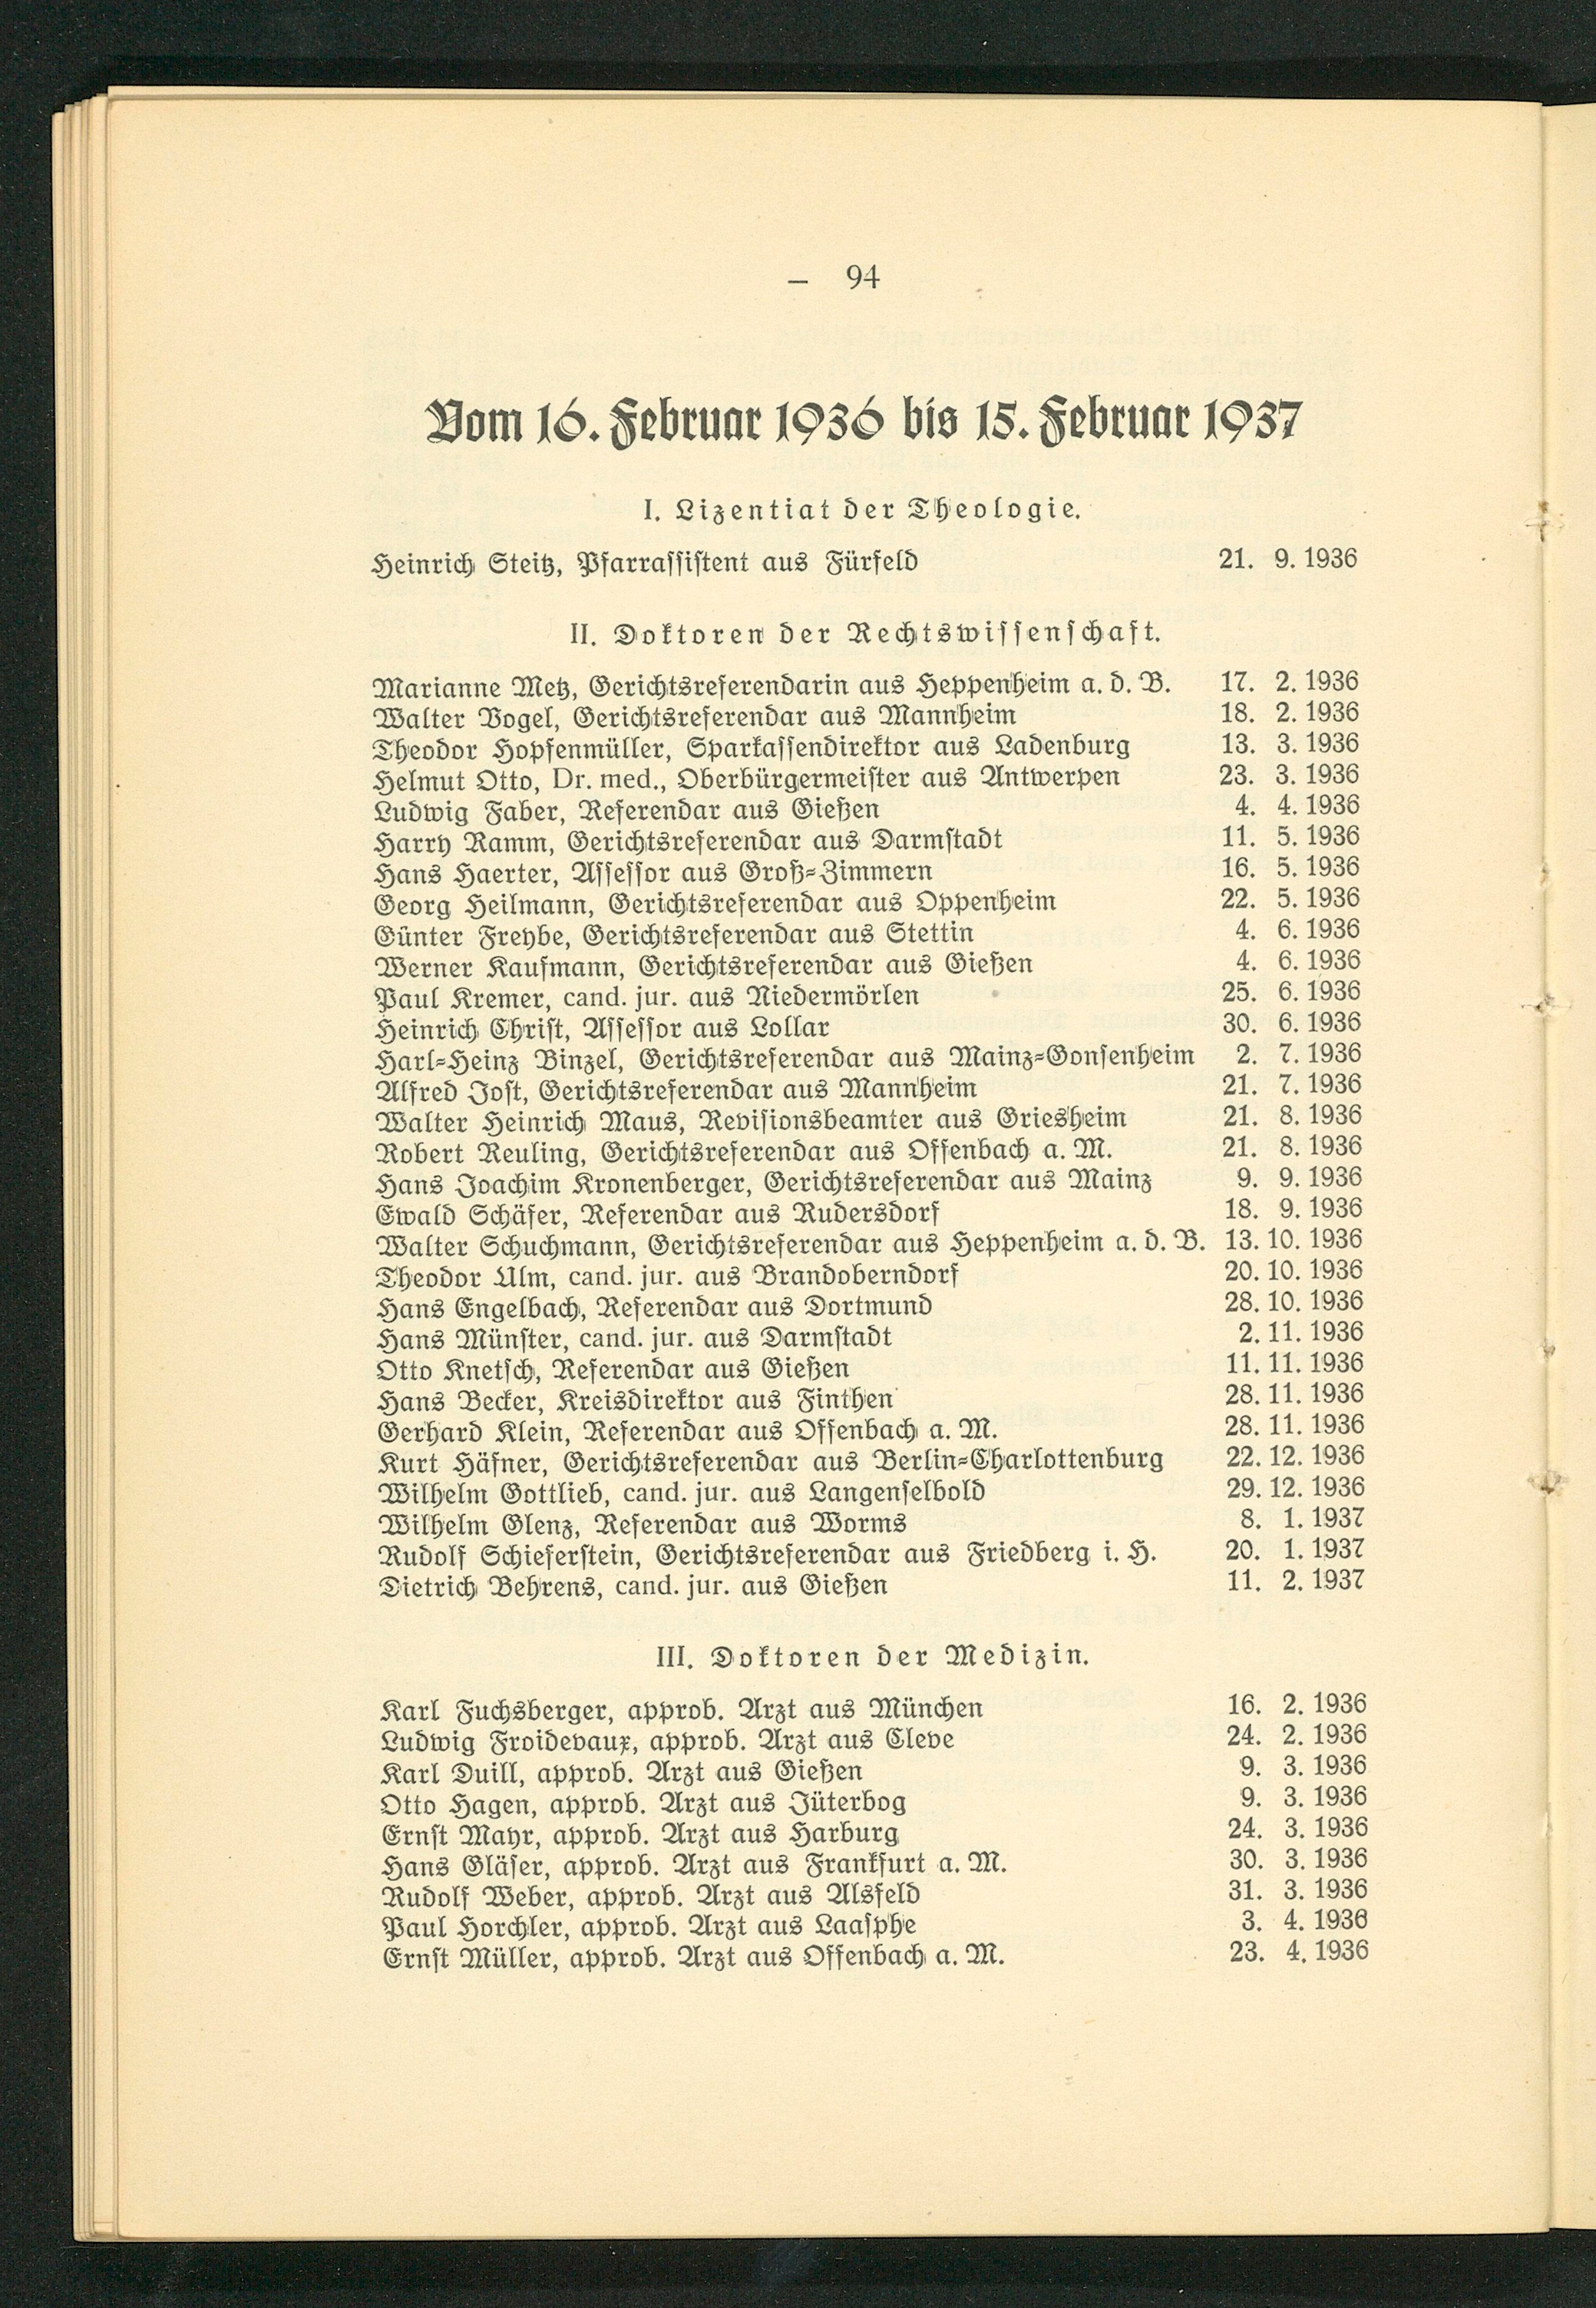 – 94
Vom 16. Februar 1936 bis 15. Februar 1937
I. Lizentiat der Theologie.
Heinrich Steitz, Pfarrassistent aus Fürfeld 21. 9. 1936
II. Doktoren der Rechtswissenschaft.
Marianne Metz, Gerichtsreferendarin aus Heppenheim a. d. B. 17. 2. 1936
Walter Vogel, Gerichtsreferendar aus Mannheim 18. 2. 1936
Theodor Hopfenmüller, Sparkassendirektor aus Ladenburg 13. 3. 1936
Helmut Otto, Dr. med., Oberbürgermeister aus Antwerpen 23. 3. 1936
Ludwig Faber, Referendar aus Gießen 4. 4. 1936
Harry Ramm, Gerichtsreferendar aus Darmstadt 11. 5. 1936
Hans Haerter, Assessor aus Groß-Zimmern 16. 5. 1936
Georg Heilmann, Gerichtsreferendar aus Oppenheim 22. 5. 1936
Günter Freybe, Gerichtsreferendar aus Stettin 4. 6. 1936
Werner Kaufmann, Gerichtsreferendar aus Gießen 4. 6. 1936
Paul Kremer, cand. jur. aus Niedermörlen 25. 6. 1936
Heinrich Christ, Assessor aus Lollar 30. 6. 1936
Harl-Heinz Binzel, Gerichtsreferendar aus Mainz-Gonsenheim 2. 7. 1936
Alfred Jost, Gerichtsreferendar aus Mannheim 21. 7. 1936
Walter Heinrich Maus, Revisionsbeamter aus Griesheim 21. 8. 1936
Robert Reuling, Gerichtsreferendar aus Offenbach a. M. 21. 8. 1936
Hans Joachim Kronenberger, Gerichtsreferendar aus Mainz 9. 9. 1936
Ewald Schäfer, Referendar aus Rudersdorf 18. 9. 1936
Walter Schuchmann, Gerichtsreferendar aus Heppenheim a. d. B. 13. 10. 1936
Theodor Ulm, cand. jur. aus Brandoberndorf 20. 10. 1936
Hans Engelbach, Referendar aus Dortmund 28. 10. 1936
Hans Münster, cand. jur. aus Darmstadt 2. 11. 1936
Otto Knetsch, Referendar aus Gießen 11. 11. 1936
Hans Becker, Kreisdirektor aus Finthen 28. 11. 1936
Gerhard Klein, Referendar aus Offenbach a. M. 28. 11. 1936
Kurt Häfner, Gerichtsreferendar aus Berlin-Charlottenburg 22. 12. 1936
Wilhelm Gottlieb, cand. jur. aus Langenselbold 29. 12. 1936
Wilhelm Glenz, Referendar aus Worms 8. 1. 1937
Rudolf Schieferstein, Gerichtsreferendar aus Friedberg i. H. 20. 1. 1937
Dietrich Behrens, cand. jur. aus Gießen 11. 2. 1937
III. Doktoren der Medizin.
Karl Fuchsberger, approb. Arzt aus München 16. 2. 1936
Ludwig Froidevaux, approb. Arzt aus Cleve 24. 2. 1936
Karl Duill, approb. Arzt aus Gießen 9. 3. 1936
Otto Hagen, approb. Arzt aus Jüterbog 9. 3. 1936
Ernst Mayr, approb. Arzt aus Harburg 24. 3. 1936
Hans Gläser, approb. Arzt aus Frankfurt a. M. 30. 3. 1936
Rudolf Weber, approb. Arzt aus Alsfeld 31. 3. 1936
Paul Horchler, approb. Arzt aus Laasphe 3. 4. 1936
Ernst Müller, approb. Arzt aus Offenbach a. M. 23. 4. 1936